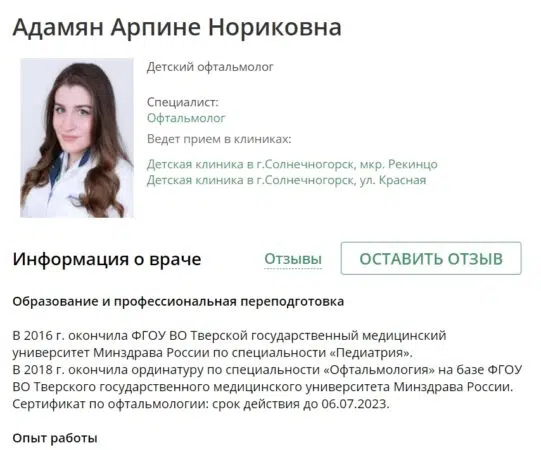 Адамян Арпине Нориковна
Детский офтальмолог
Специалист:
Офтальмолог
Ведет прием в клиниках:
Детская клиника в г.Солнечногорск, мкр. Рекинцо
Детская клиника в г.Солнечногорск, ул. Красная
Информация о враче
Отзывы
ОСТАВИТЬ ОТЗЫВ
Образование и профессиональная переподготовка
В 2016 г. окончила ФГОУ ВО Тверской государственный медицинский
университет Минздрава России по специальности «Педиатрия».
В 2018 г. окончила ординатуру по специальности «Офтальмология» на базе ФГОУ
ВО Тверского государственного медицинского университета Минздрава России.
Сертификат по офтальмологии: срок действия до 06.07.2023.
Опыт работы